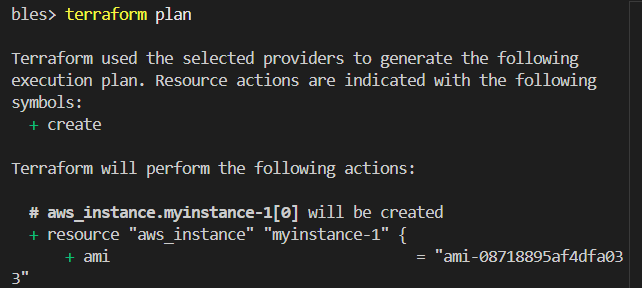 bles> terraform plan
Terraform used the selected providers to generate the following
execution plan. Resource actions are indicated with the following
symbols:
+ create
Terraform will perform the following actions:
# aws_instance.myinstance-1[0] will be created
+ resource "aws_instance" "myinstance-1" {
+ ami = "ami-08718895af4dfa03
3"